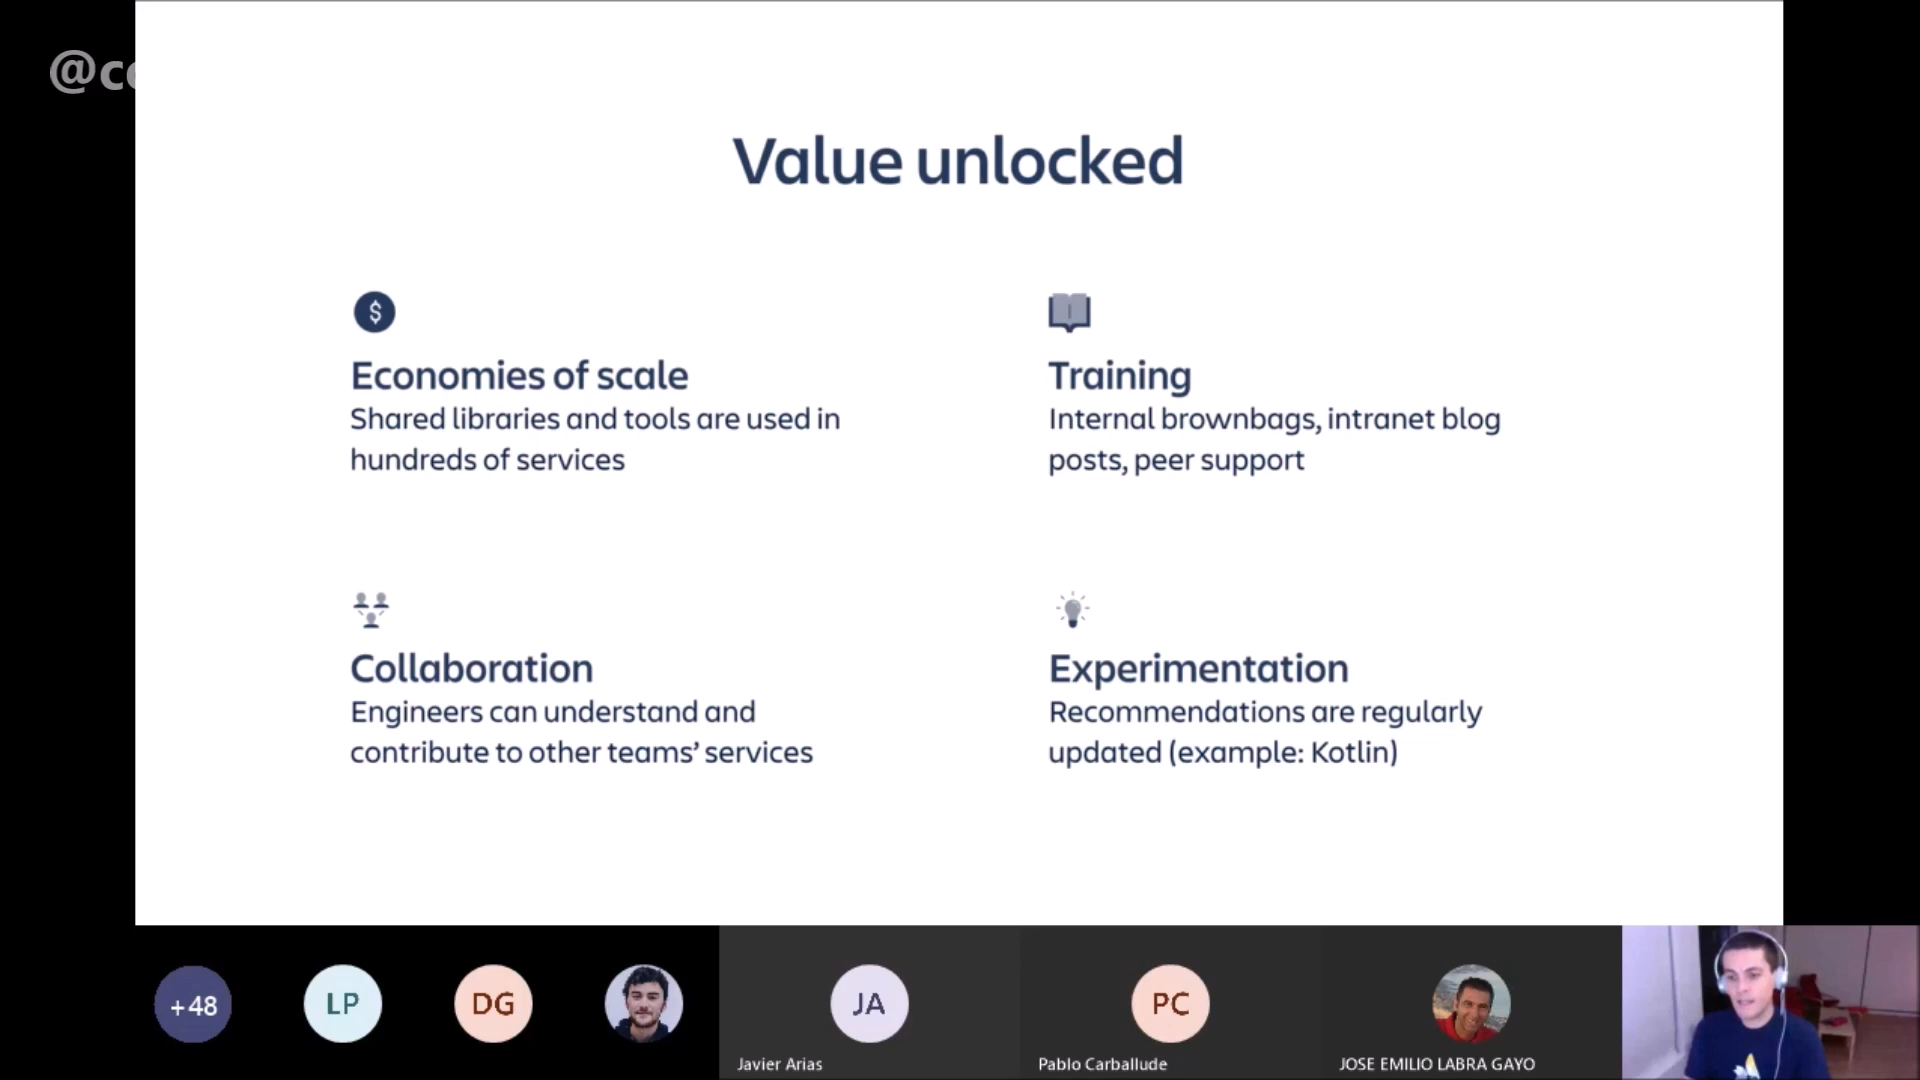 Value unlocked
$
Economies of scale
Shared libraries and tools are used in
hundreds of services
Training
Internal brownbags, intranet blog
posts, peer support
Collaboration
Engineers can understand and
contribute to other teams’ services
Experimentation
Recommendations are regularly
updated (example: Kotlin)
+48
LP
DG
JA
PC
Javier Arias
Pablo Carballude
JOSE EMILIO LABRA GAYO